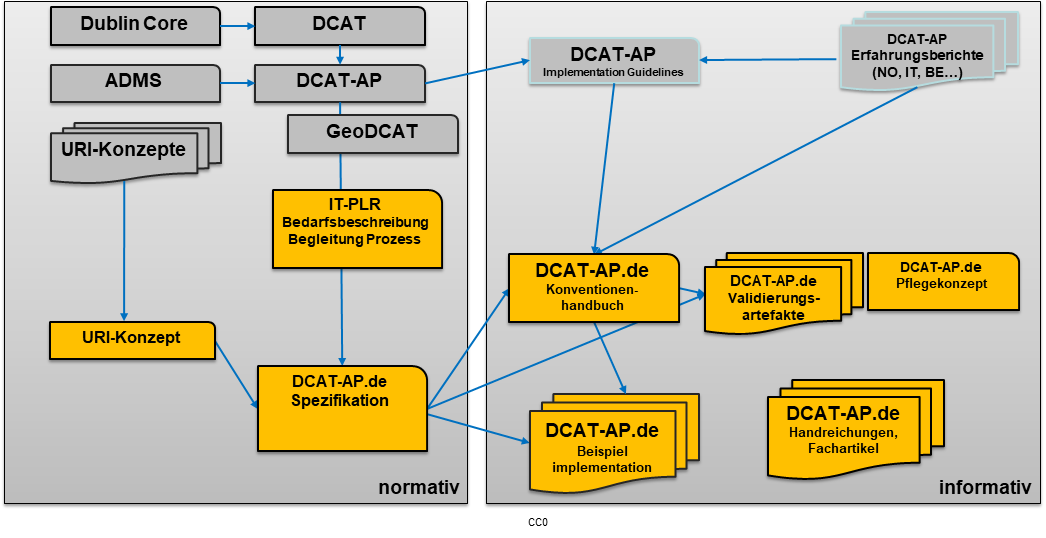 Dublin Core
DCAT
ADMS
DCAT-AP
GeoDCAT
URI-Konzepte
IT-PLR
Bedarfsbeschreibung
Begleitung Prozess
URI-Konzept
DCAT-AP.de
Spezifikation
normativ
DCAT-AP
Implementation Guidelines
DCAT-AP
Erfahrungsberichte
(NO, IT, BE…)
DCAT-AP.de
Konventionen-
handbuch
DCAT-AP.de
Validierungs-
artefakte
DCAT-AP.de
Pflegekonzept
DCAT-AP.de
Beispiel
implementation
DCAT-AP.de
Handreichungen,
Fachartikel
informativ
CC0